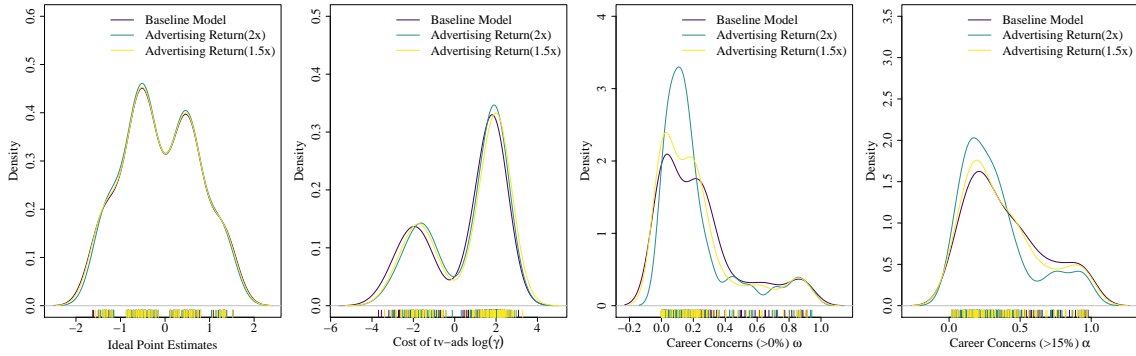 Baseline Model
Advertising Return(2x)
Advertising Return(1.5x)
Density
0.0
0.1
0.2
0.3
0.4
0.5
0.6
−2
−1
0
1
2
Ideal Point Estimates
Baseline Model
Advertising Return(2x)
Advertising Return(1.5x)
Density
0.0
0.1
0.2
0.3
0.4
0.5
−6
−4
−2
0
2
4
Cost of tv−ads log(γ)
Baseline Model
Advertising Return(2x)
Advertising Return(1.5x)
Density
0
1
2
3
4
−0.2
0.2
0.6
1.0
Career Concerns (>0%) ω
Baseline Model
Advertising Return(2x)
Advertising Return(1.5x)
Density
0.0
0.5
1.0
1.5
2.0
2.5
3.0
3.5
0.0
0.5
1.0
Career Concerns (>15%) α